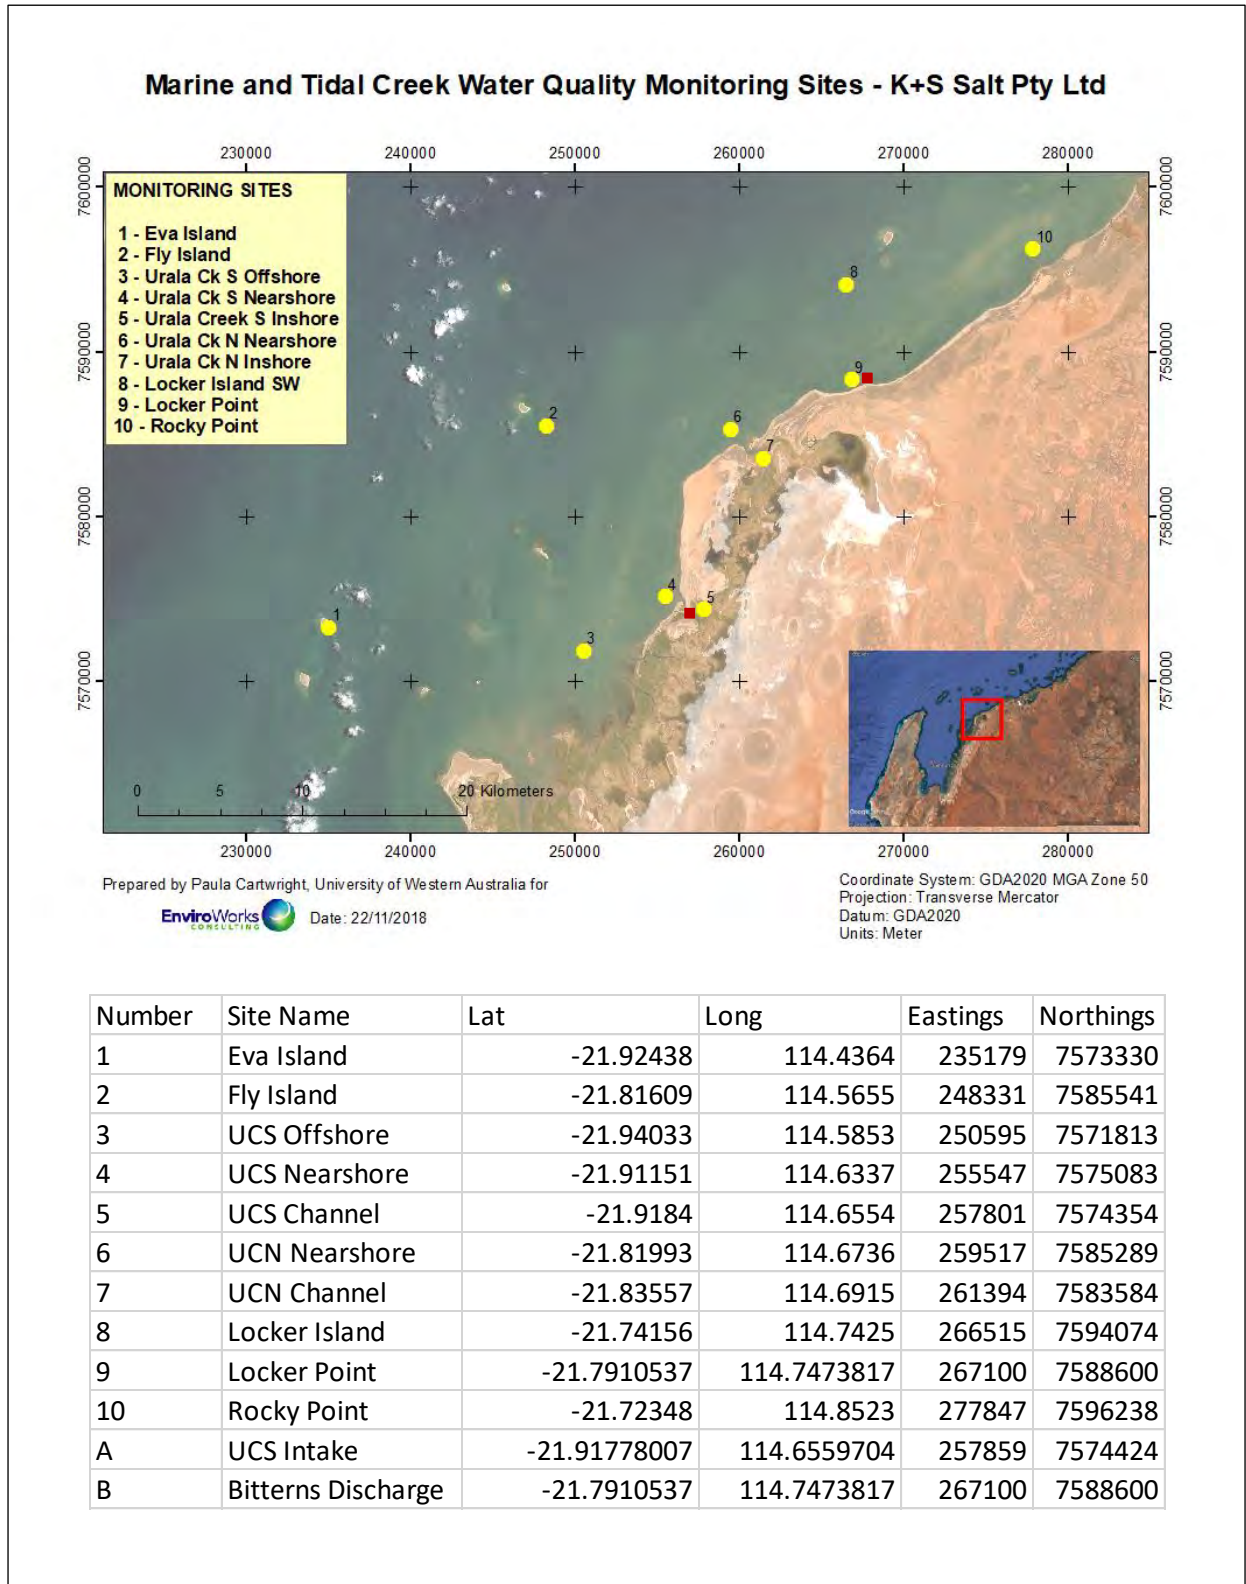 Marine and Tidal Creek Water Quality Monitoring Sites - K+S Salt Pty Ltd
230000 240000 250000 260000 270000 280000
7600000 7600000
MONITORING SITES
1 - Eva Island
2 - Fly Island
3 - Urala Ck S Offshore
4 - Urala Ck S Nearshore
5 - Urala Creek S Inshore
6 - Urala Ck N Nearshore
7 - Urala Ck N Inshore
8 - Locker Island SW
9 - Locker Point
10 - Rocky Point
10
8
7590000 7590000
9
2
6
7
7580000 7580000
4
5
1
3
7570000 7570000
0 5 10 20 Kilometers
230000 240000 250000 260000 270000 280000
Prepared by Paula Cartwright, University of Western Australia for
EnviroWorks
CONSULTING
Date: 22/11/2018
Coordinate System: GDA2020 MGA Zone 50
Projection: Transverse Mercator
Datum: GDA2020
Units: Meter
Number Site Name Lat Long Eastings Northings
1 Eva Island -21.92438 114.4364 235179 7573330
2 Fly Island -21.81609 114.5655 248331 7585541
3 UCS Offshore -21.94033 114.5853 250595 7571813
4 UCS Nearshore -21.91151 114.6337 255547 7575083
5 UCS Channel -21.9184 114.6554 257801 7574354
6 UCN Nearshore -21.81993 114.6736 259517 7585289
7 UCN Channel -21.83557 114.6915 261394 7583584
8 Locker Island -21.74156 114.7425 266515 7594074
9 Locker Point -21.7910537 114.7473817 267100 7588600
10 Rocky Point -21.72348 114.8523 277847 7596238
A UCS Intake -21.91778007 114.6559704 257859 7574424
B Bitterns Discharge -21.7910537 114.7473817 267100 7588600